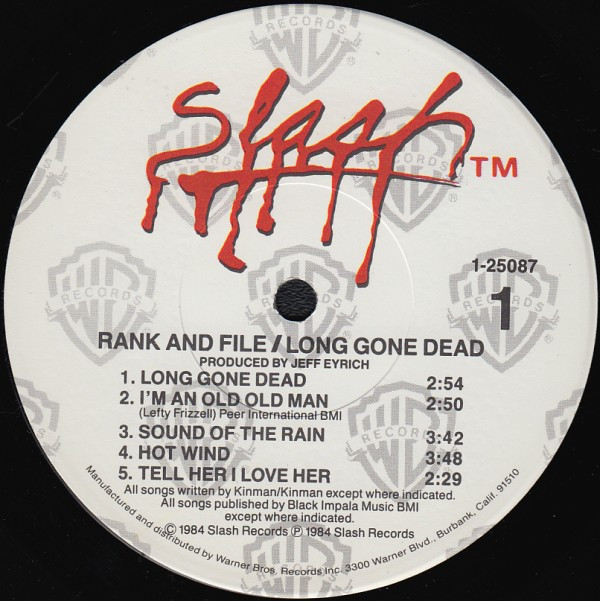 Slash TM
1-25087
1
RANK AND FILE / LONG GONE DEAD
PRODUCED BY JEFF EYRICH
1. LONG GONE DEAD 2:54
2. I'M AN OLD OLD MAN 2:50
(Lefty Frizzell) Peer International BMI
3. SOUND OF THE RAIN 3:42
4. HOT WIND 3:48
5. TELL HER I LOVE HER 2:29
All songs written by Kinman/Kinman except where indicated.
All songs published by Black Impala Music BMI
except where indicated.
© 1984 Slash Records ℗ 1984 Slash Records
Manufactured and distributed by Warner Bros. Records Inc. 3300 Warner Blvd., Burbank, Calif. 91510
WB RECORDS ®